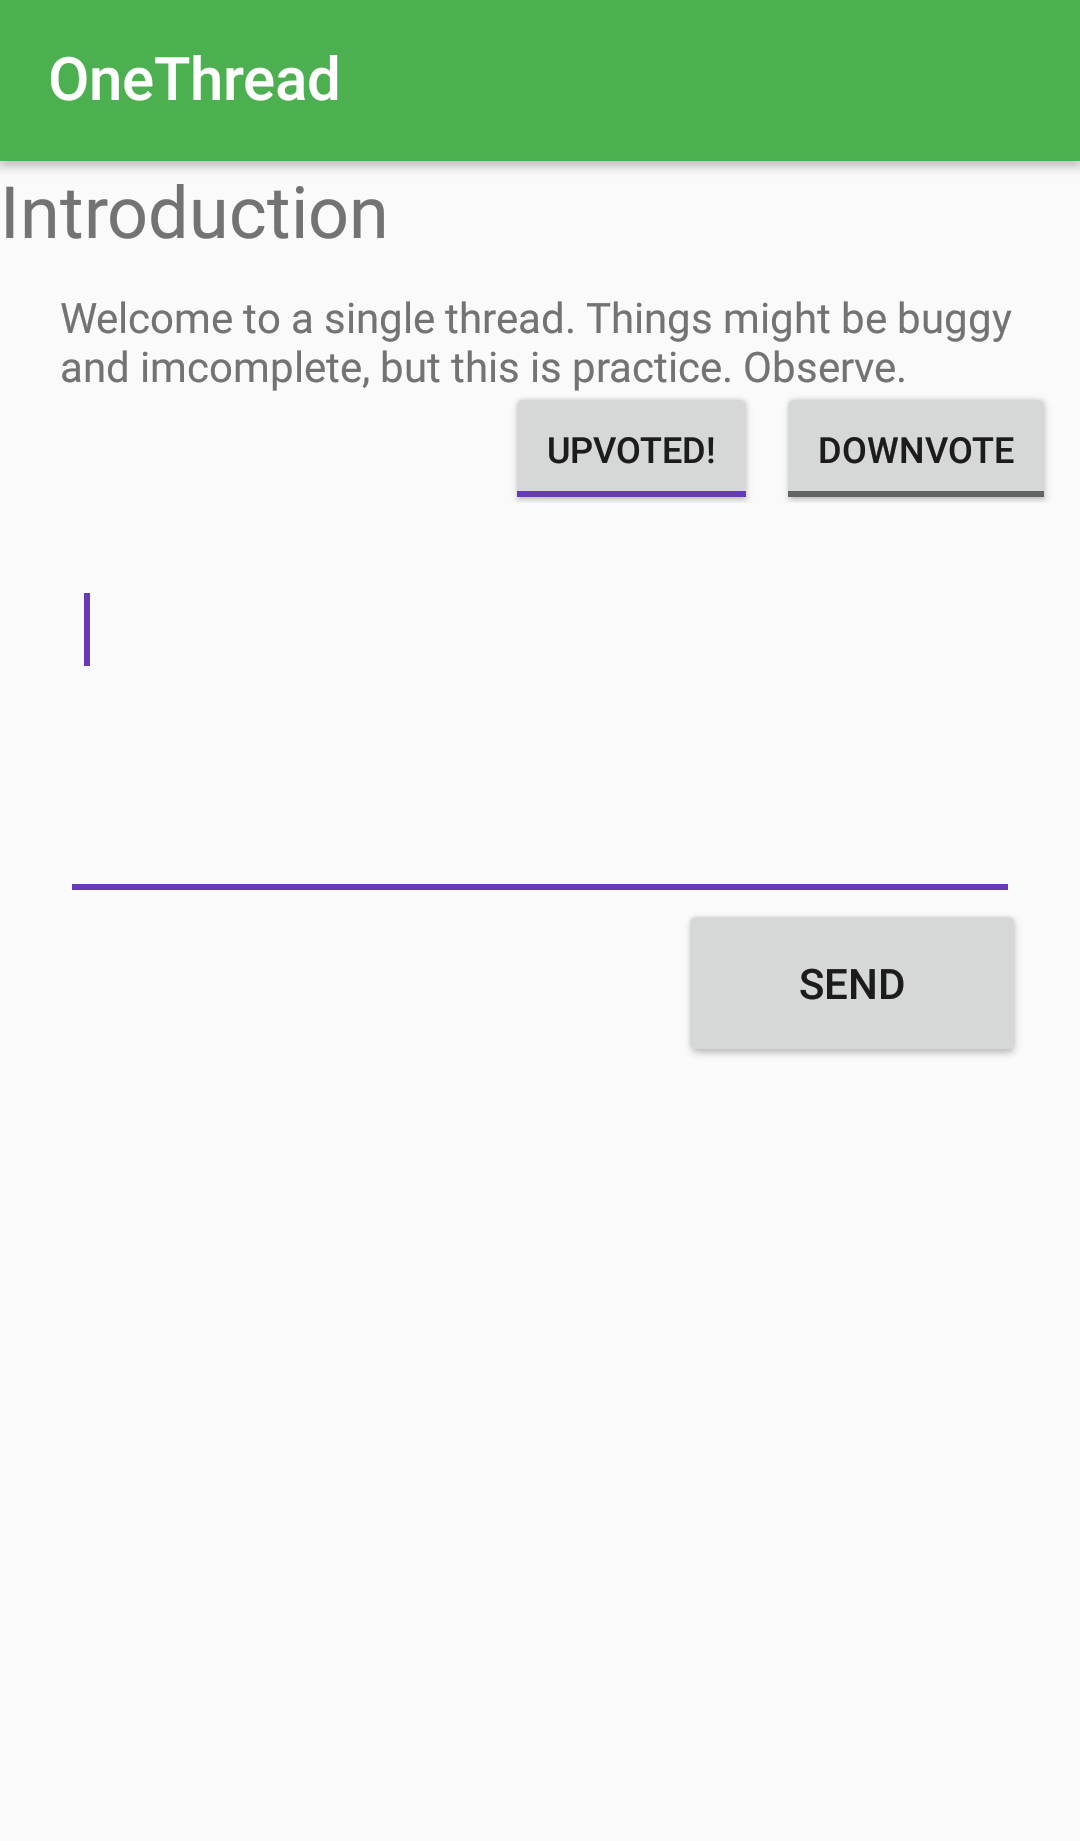 OneThread
Introduction
Welcome to a single thread. Things might be buggy
and imcomplete, but this is practice. Observe.
UPVOTED! DOWNVOTE
SEND